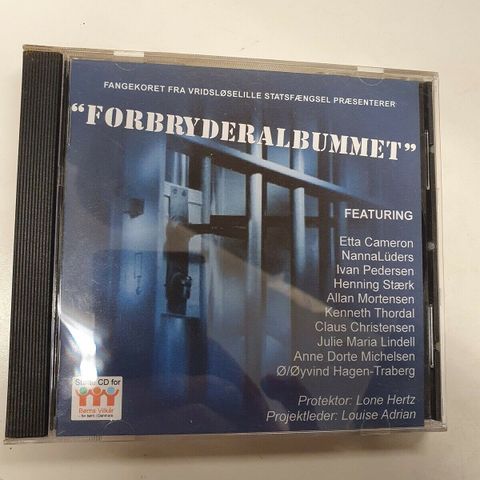 FANGEKORET FRA VRIDSLØSELILLE STATSFÆNGSEL PRÆSENTERER
“FORBRYDERALBUMMET”
FEATURING
Etta Cameron
NannaLüders
Ivan Pedersen
Henning Stærk
Allan Mortensen
Kenneth Thordal
Claus Christensen
Julie Maria Lindell
Anne Dorte Michelsen
Ø/Øyvind Hagen-Traberg
Protektor: Lone Hertz
Projektleder: Louise Adrian
Støtte CD for
Børns Vilkår